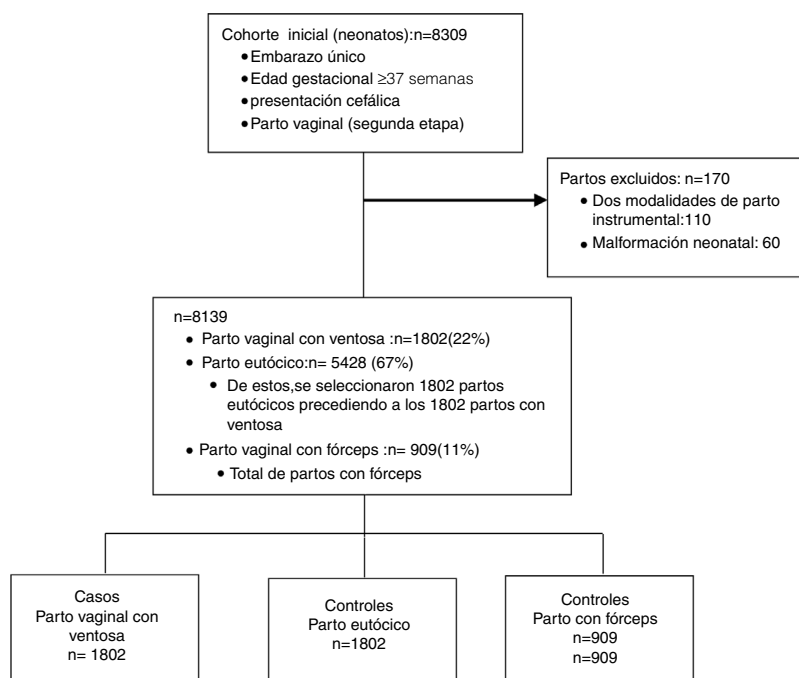 Cohorte inicial (neonatos):n=8309
•Embarazo único
•Edad gestacional ≥37 semanas
•presentación cefálica
•Parto vaginal (segunda etapa)
Partos excluidos: n=170
• Dos modalidades de parto
instrumental:110
• Malformación neonatal: 60
n=8139
• Parto vaginal con ventosa :n=1802(22%)
• Parto eutócico:n= 5428 (67%)
• De estos,se seleccionaron 1802 partos
eutócicos precediendo a los 1802 partos con
ventosa
• Parto vaginal con fórceps :n= 909(11%)
• Total de partos con fórceps
Casos
Parto vaginal con
ventosa
n= 1802
Controles
Parto eutócico
n=1802
Controles
Parto con fórceps
n=909
n=909